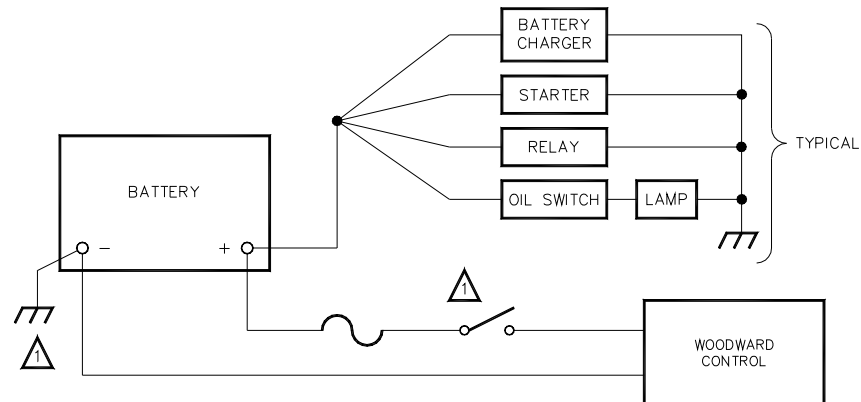 BATTERY
CHARGER
STARTER
TYPICAL
RELAY
BATTERY
OIL SWITCH
LAMP
-
+
1
1
WOODWARD
CONTROL